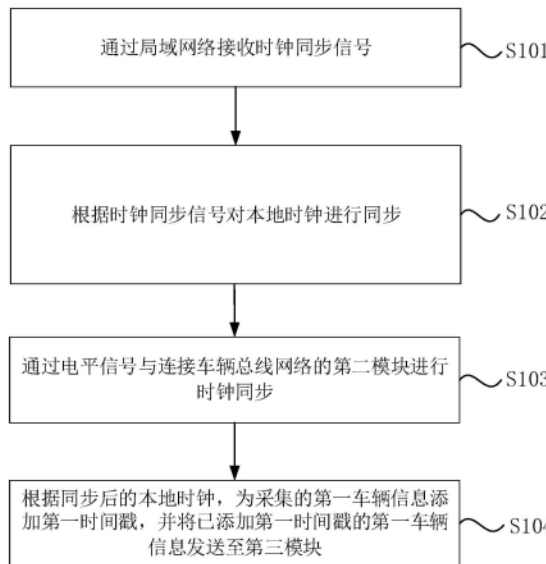 通过局域网络接收时钟同步信号
S101
根据时钟同步信号对本地时钟进行同步
S102
通过电平信号与连接车辆总线网络的第二模块进行
时钟同步
S103
根据同步后的本地时钟，为采集的第一车辆信息添
加第一时间戳，并将已添加第一时间戳的第一车辆
信息发送至第三模块
S104